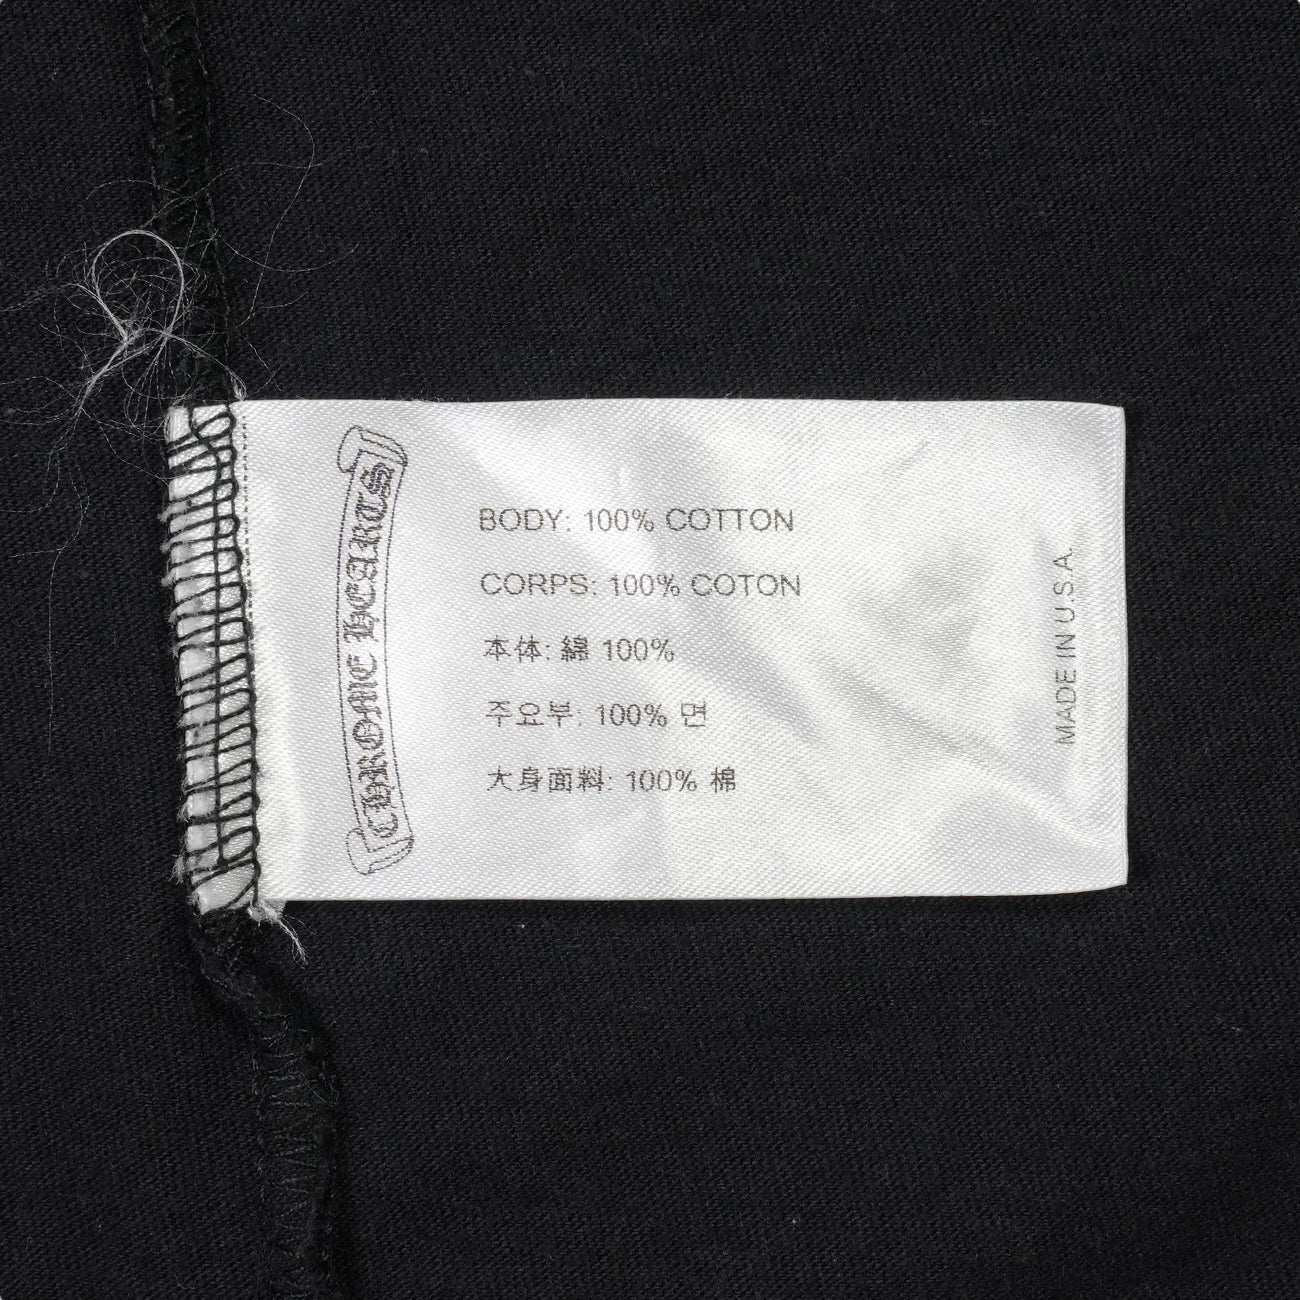 CHROME HEARTS
BODY: 100% COTTON
CORPS: 100% COTON
本体: 綿 100%
주요부: 100% 면
大身面料: 100% 棉
MADE IN U.S.A.